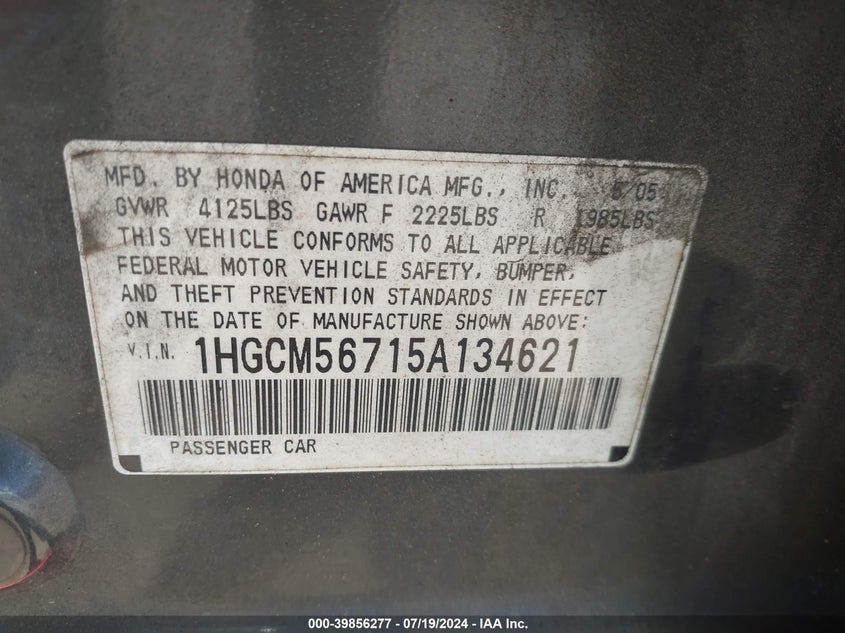 MFD. BY HONDA OF AMERICA MFG., INC. 6/05
GVWR 4125LBS GAWR F 2225LBS R 1985LBS
THIS VEHICLE CONFORMS TO ALL APPLICABLE
FEDERAL MOTOR VEHICLE SAFETY, BUMPER,
AND THEFT PREVENTION STANDARDS IN EFFECT
ON THE DATE OF MANUFACTURE SHOWN ABOVE:
V.I.N. 1HGCM56715A134621
PASSENGER CAR
000-39856277 - 07/19/2024 - IAA Inc.